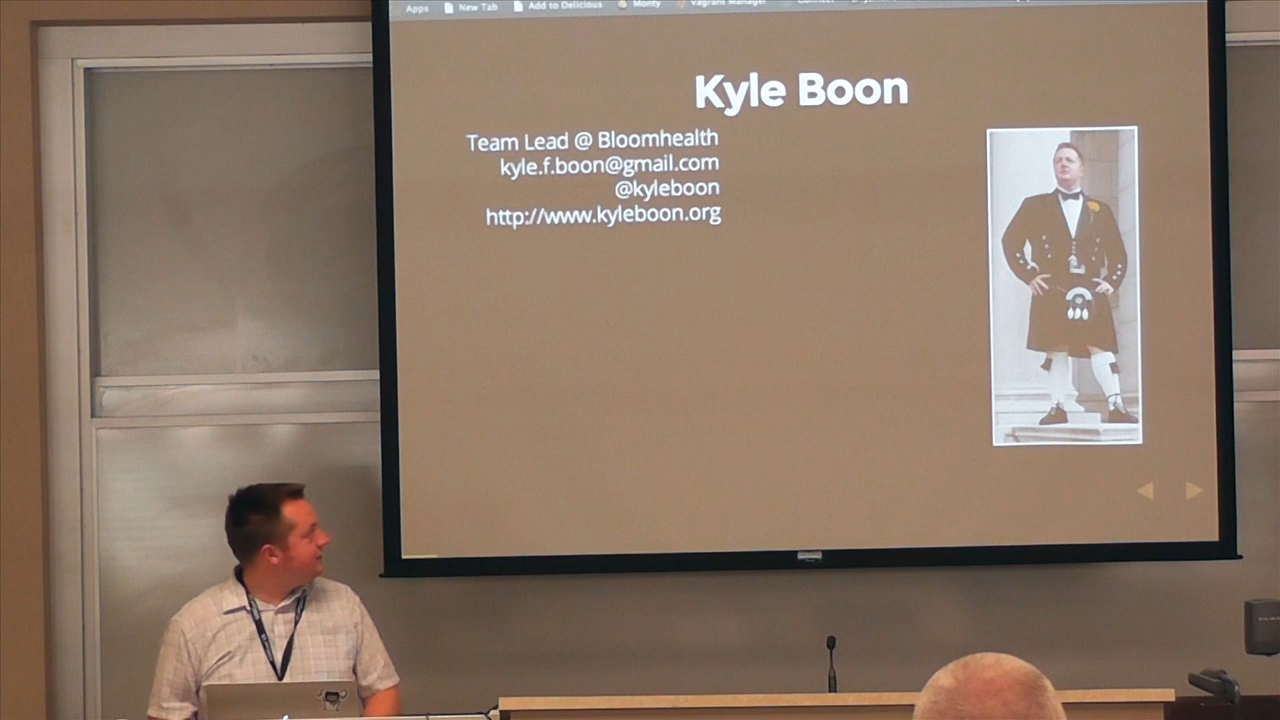 Apps New Tab Add to Delicious Monty Vagrant Manager Connect
Kyle Boon
Team Lead @ Bloomhealth
kyle.f.boon@gmail.com
@kyleboon
http://www.kyleboon.org